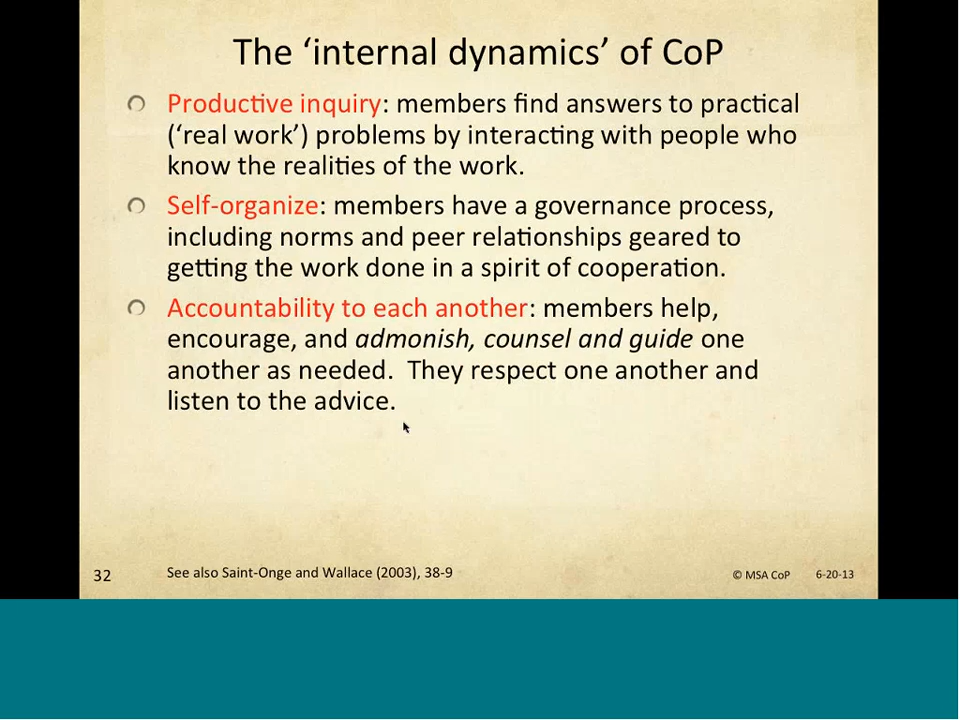 The ‘internal dynamics’ of CoP
Productive inquiry: members find answers to practical
(‘real work’) problems by interacting with people who
know the realities of the work.
Self-organize: members have a governance process,
including norms and peer relationships geared to
getting the work done in a spirit of cooperation.
Accountability to each another: members help,
encourage, and admonish, counsel and guide one
another as needed.  They respect one another and
listen to the advice.
32
See also Saint-Onge and Wallace (2003), 38-9
© MSA CoP
6-20-13